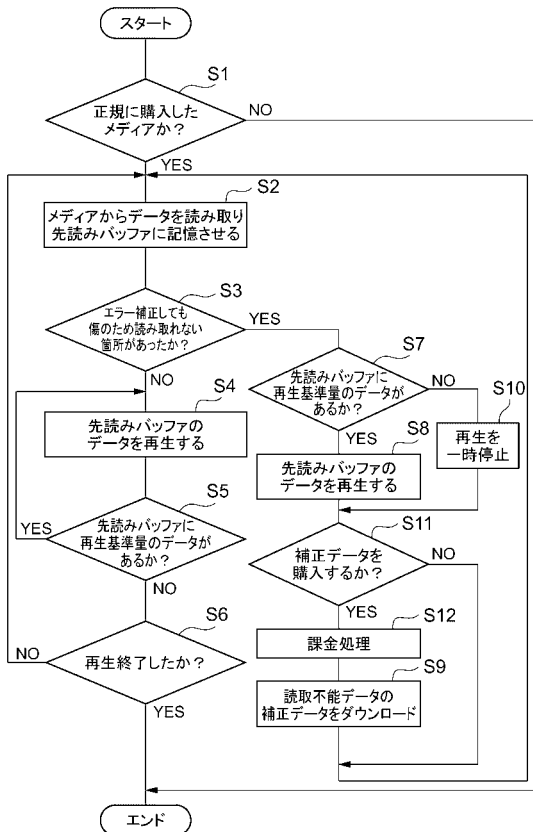 スタート
S1
正規に購入した
メディアか？
NO
YES
S2
メディアからデータを読み取り
先読みバッファに記憶させる
S3
エラー補正しても
傷のため読み取れない
箇所があったか？
YES
NO
S4
先読みバッファの
データを再生する
S5
先読みバッファに
再生基準量のデータが
あるか？
YES
NO
S6
再生終了したか？
NO
YES
エンド
S7
先読みバッファに
再生基準量のデータが
あるか？
NO
YES
S10
再生を
一時停止
S8
先読みバッファの
データを再生する
S11
補正データを
購入するか？
NO
YES
S12
課金処理
S9
読取不能データの
補正データをダウンロード